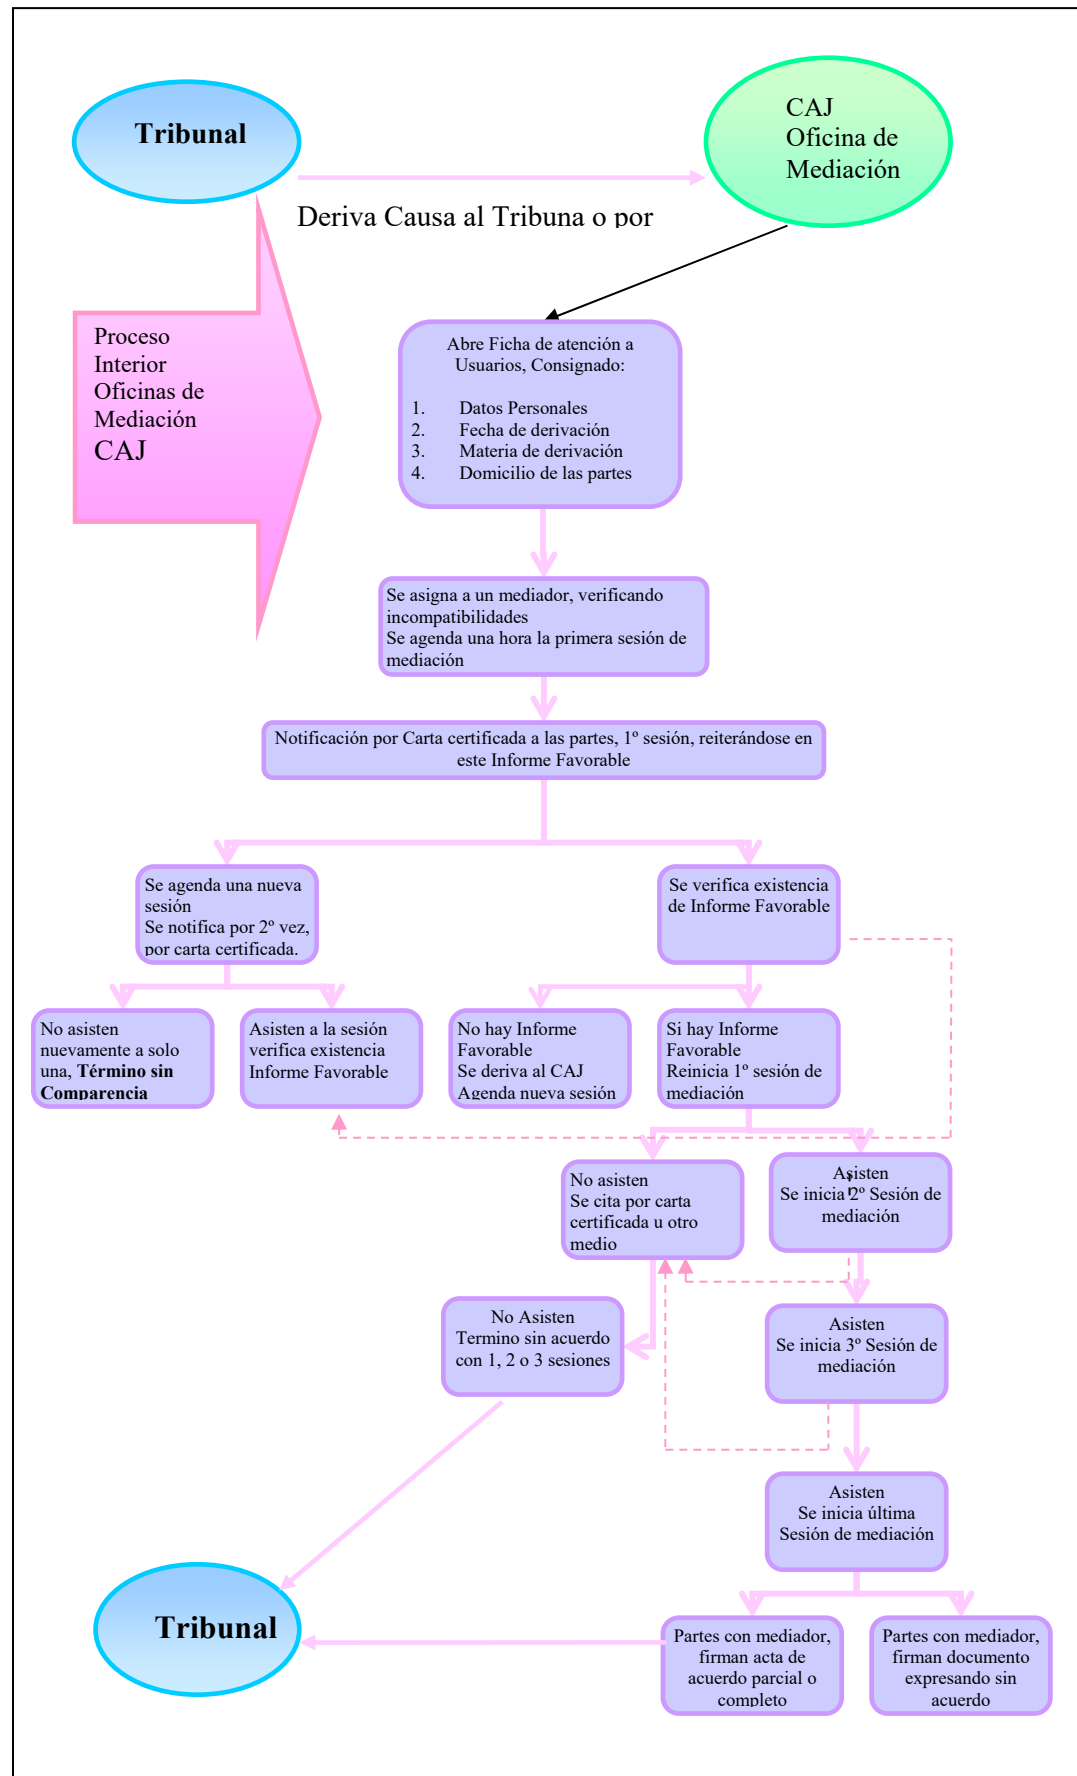 Tribunal
CAJ
Oficina de
Mediación
Deriva Causa al Tribuna o por
Proceso
Interior
Oficinas de
Mediación
CAJ
Abre Ficha de atención a
Usuarios, Consignado:
1. Datos Personales
2. Fecha de derivación
3. Materia de derivación
4. Domicilio de las partes
Se asigna a un mediador, verificando
incompatibilidades
Se agenda una hora la primera sesión de
mediación
Notificación por Carta certificada a las partes, 1º sesión, reiterándose en
este Informe Favorable
Se agenda una nueva
sesión
Se notifica por 2º vez,
por carta certificada.
Se verifica existencia
de Informe Favorable
No asisten
nuevamente a solo
una, Término sin
Comparencia
Asisten a la sesión
verifica existencia
Informe Favorable
No hay Informe
Favorable
Se deriva al CAJ
Agenda nueva sesión
Si hay Informe
Favorable
Reinicia 1º sesión de
mediación
No asisten
Se cita por carta
certificada u otro
medio
Asisten
Se inicia 2º Sesión de
mediación
No Asisten
Termino sin acuerdo
con 1, 2 o 3 sesiones
Asisten
Se inicia 3º Sesión de
mediación
Asisten
Se inicia última
Sesión de mediación
Tribunal
Partes con mediador,
firman acta de
acuerdo parcial o
completo
Partes con mediador,
firman documento
expresando sin
acuerdo